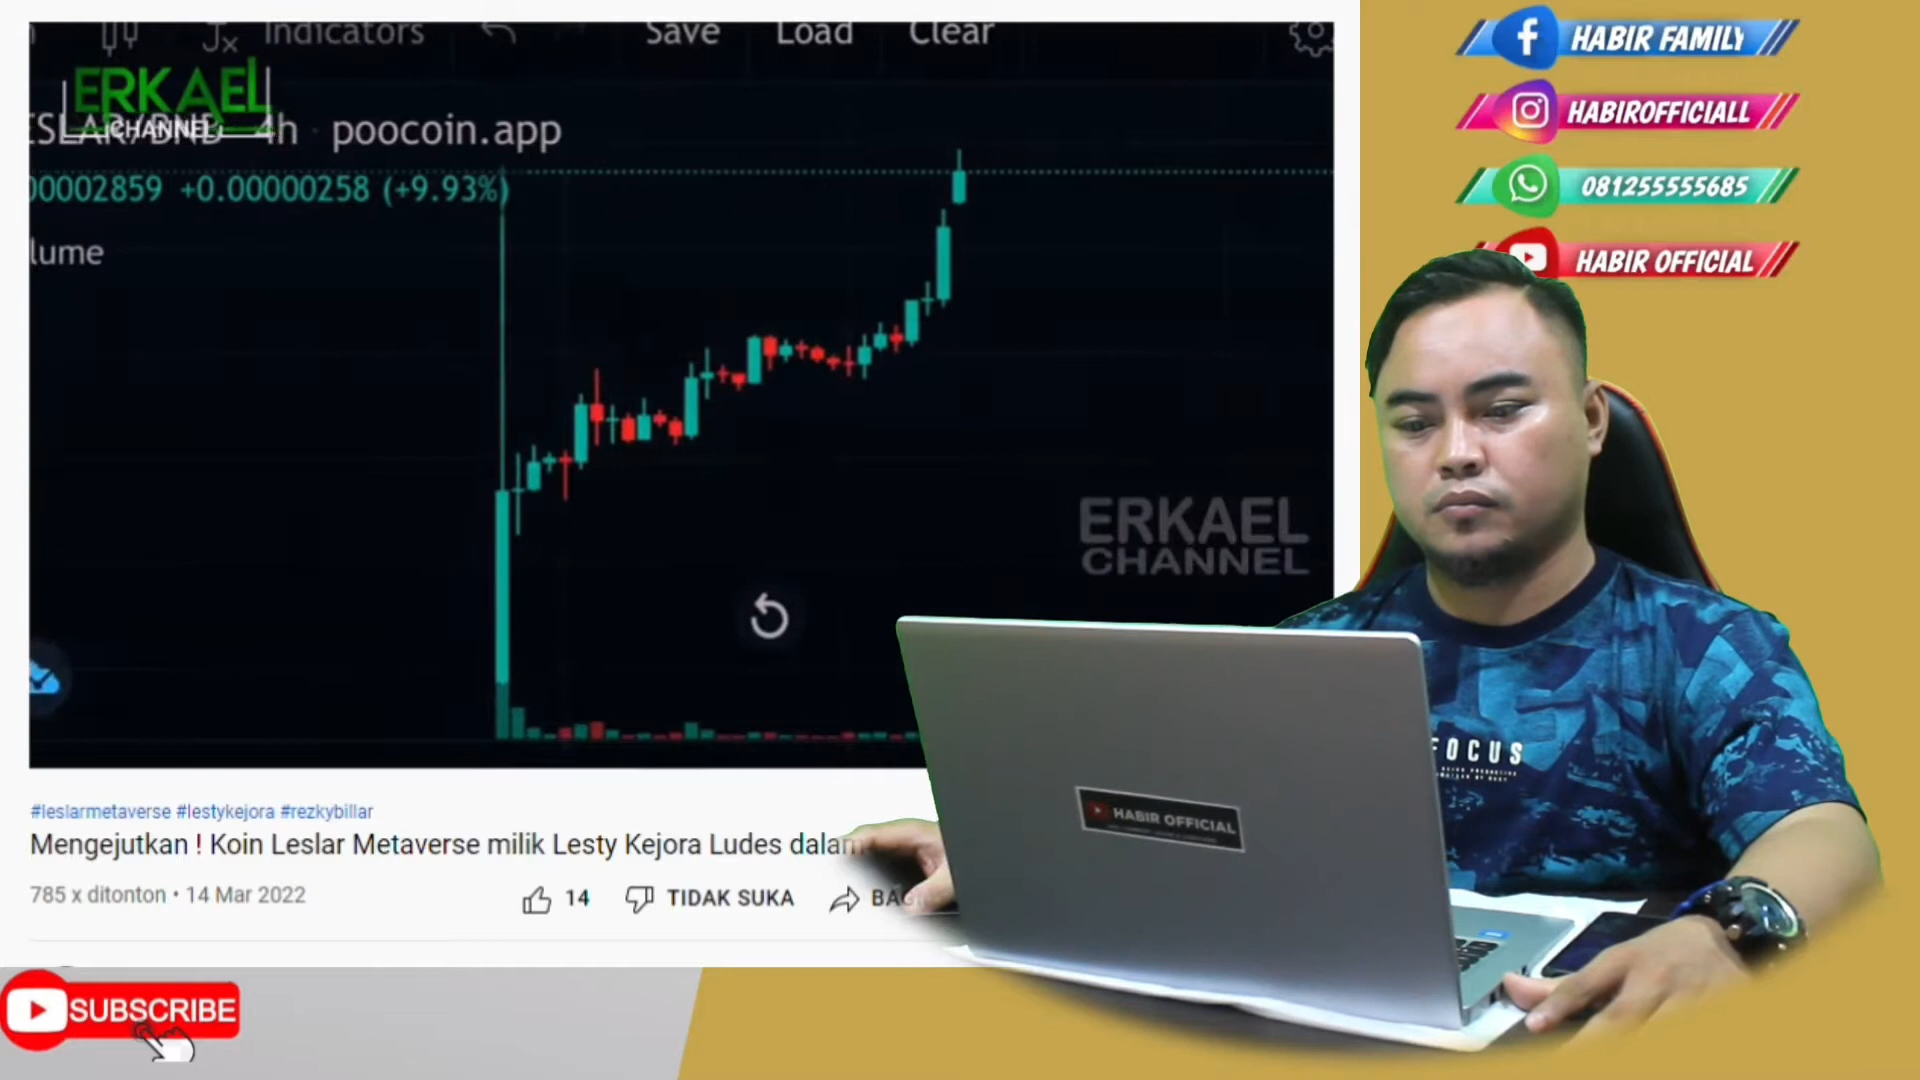 Indicators
Save Load Clear
ERKAEL
CHANNEL
4h · poocoin.app
00002859 +0.00000258 (+9.93%)
lume
ERKAEL
CHANNEL
#leslarmetaverse #lestykejora #rezkybillar
Mengejutkan ! Koin Leslar Metaverse milik Lesty Kejora Ludes dalam
785 x ditonton • 14 Mar 2022
14 TIDAK SUKA BAG
SUBSCRIBE
HABIR FAMILY
HABIROFFICIALL
081255555685
HABIR OFFICIAL
FOCUS
HABIR OFFICIAL